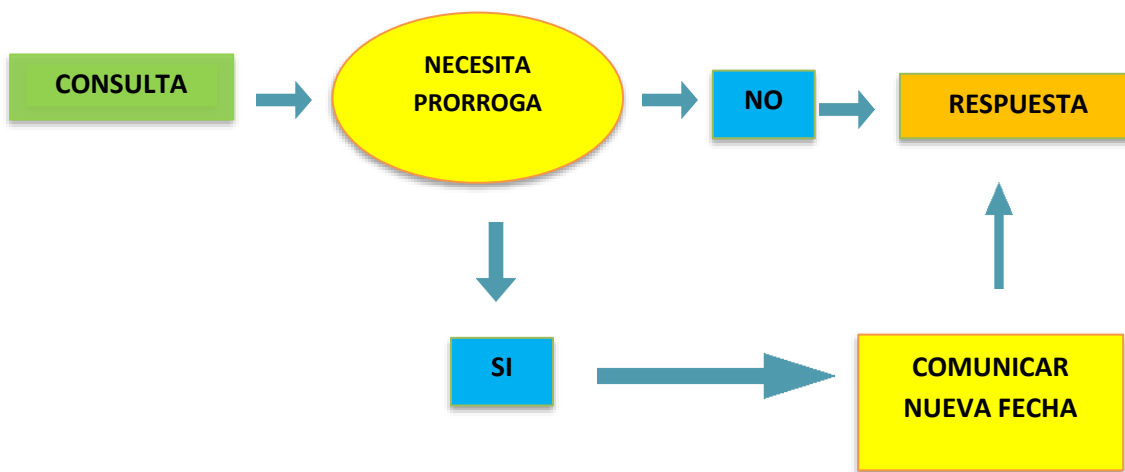 CONSULTA
NECESITA
PRORROGA
NO
RESPUESTA
SI
COMUNICAR
NUEVA FECHA